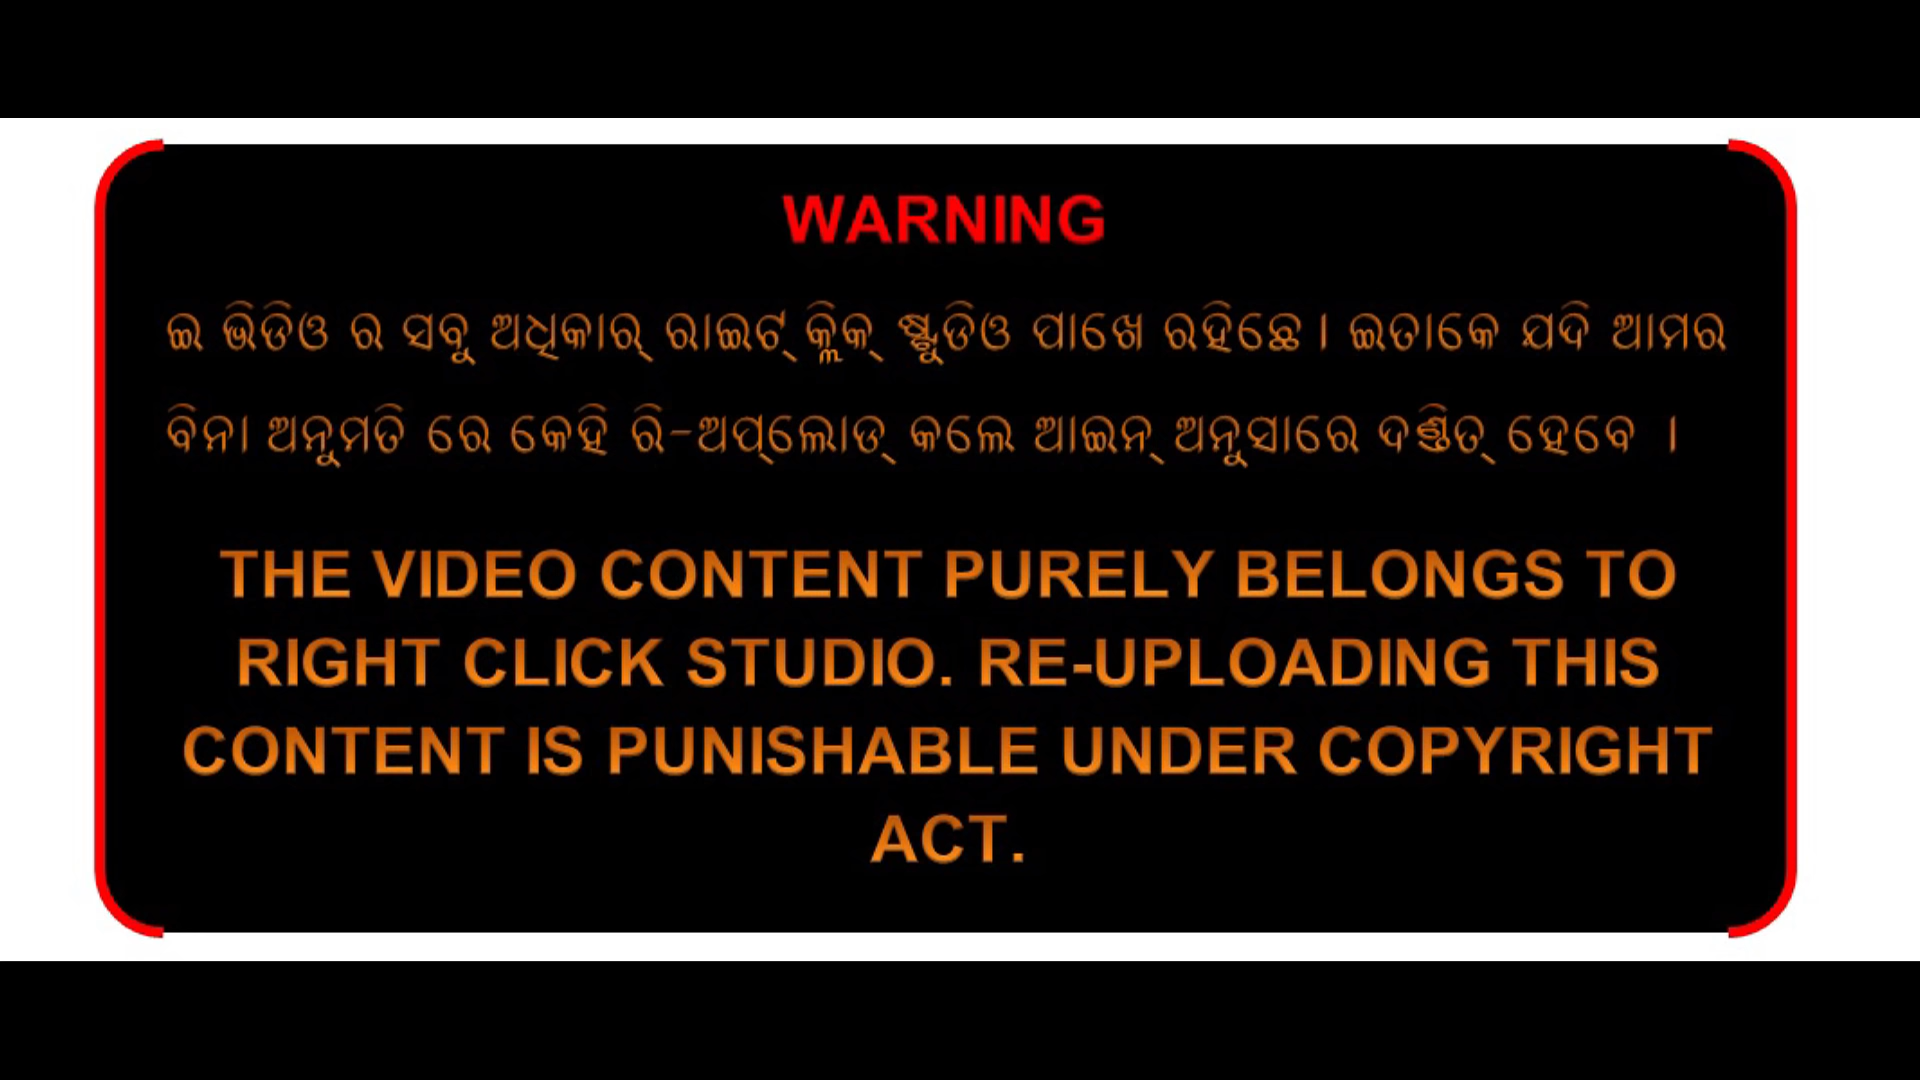 WARNING
ଇ ଭିଡିଓ ର ସବୁ ଅଧିକାର୍ ରାଇଟ୍ କ୍ଲିକ୍ ଷ୍ଟୁଡିଓ ପାଖେ ରହିଛେ । ଇତାକେ ଯଦି ଆମର
ବିନା ଅନୁମତି ରେ କେହି ରି-ଅପ୍‌ଲୋଡ୍ କଲେ ଆଇନ୍ ଅନୁସାରେ ଦଣ୍ଡିତ୍ ହେବେ ।
THE VIDEO CONTENT PURELY BELONGS TO
RIGHT CLICK STUDIO. RE-UPLOADING THIS
CONTENT IS PUNISHABLE UNDER COPYRIGHT
ACT.